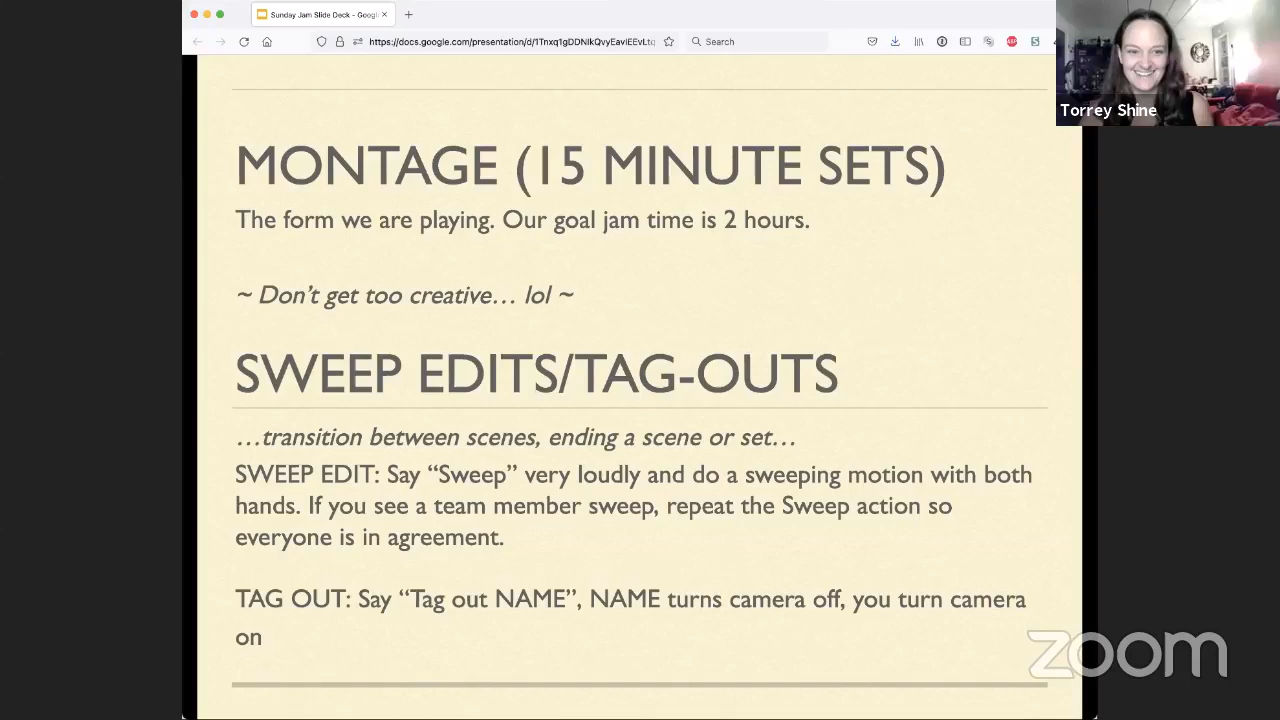 Sunday Jam Slide Deck - Googl
https://docs.google.com/presentation/d/1Tnxq1gDDNlkQvyEaviEEvLtq
Search
ABP
Torrey Shine
MONTAGE (15 MINUTE SETS)
The form we are playing. Our goal jam time is 2 hours.
~ Don’t get too creative… lol ~
SWEEP EDITS/TAG-OUTS
…transition between scenes, ending a scene or set…
SWEEP EDIT: Say “Sweep” very loudly and do a sweeping motion with both
hands. If you see a team member sweep, repeat the Sweep action so
everyone is in agreement.
TAG OUT: Say “Tag out NAME”, NAME turns camera off, you turn camera
on
zoom